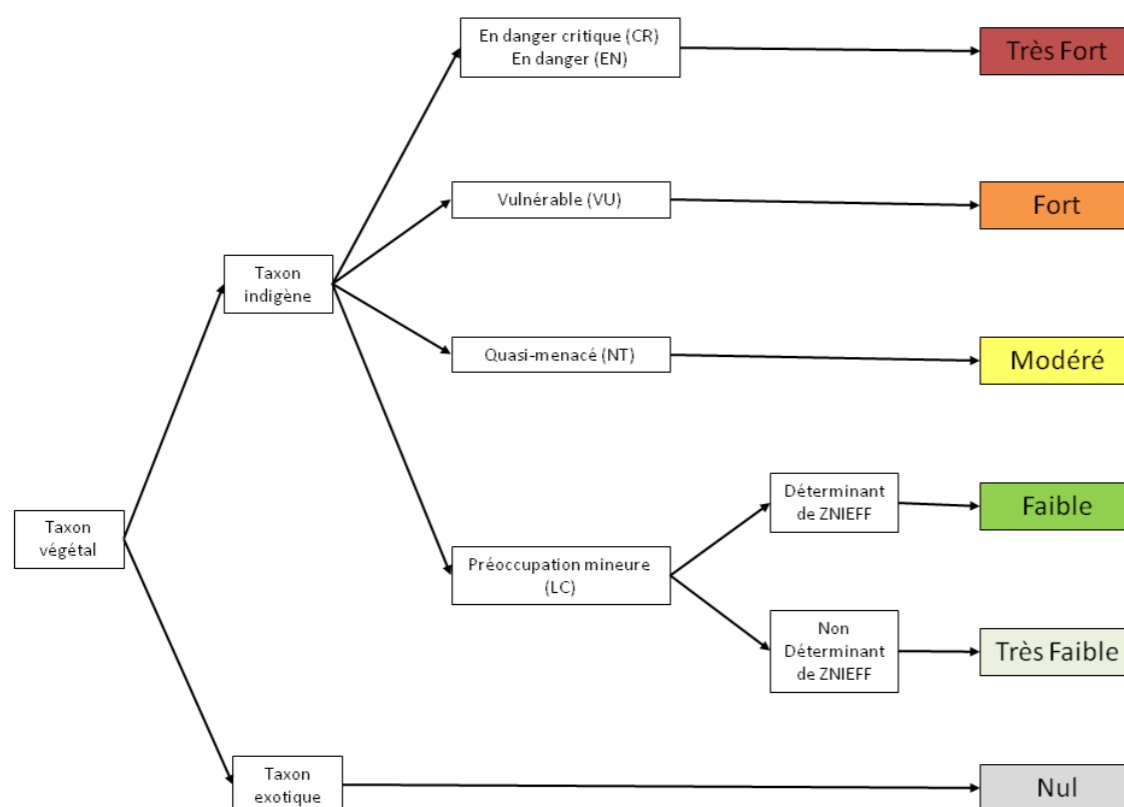 En danger critique (CR)
En danger (EN)
Très Fort
Vulnérable (VU)
Fort
Taxon
indigène
Quasi-menacé (NT)
Modéré
Déterminant
de ZNIEFF
Faible
Taxon
végétal
Préoccupation mineure
(LC)
Non
Déterminant
de ZNIEFF
Très Faible
Taxon
exotique
Nul